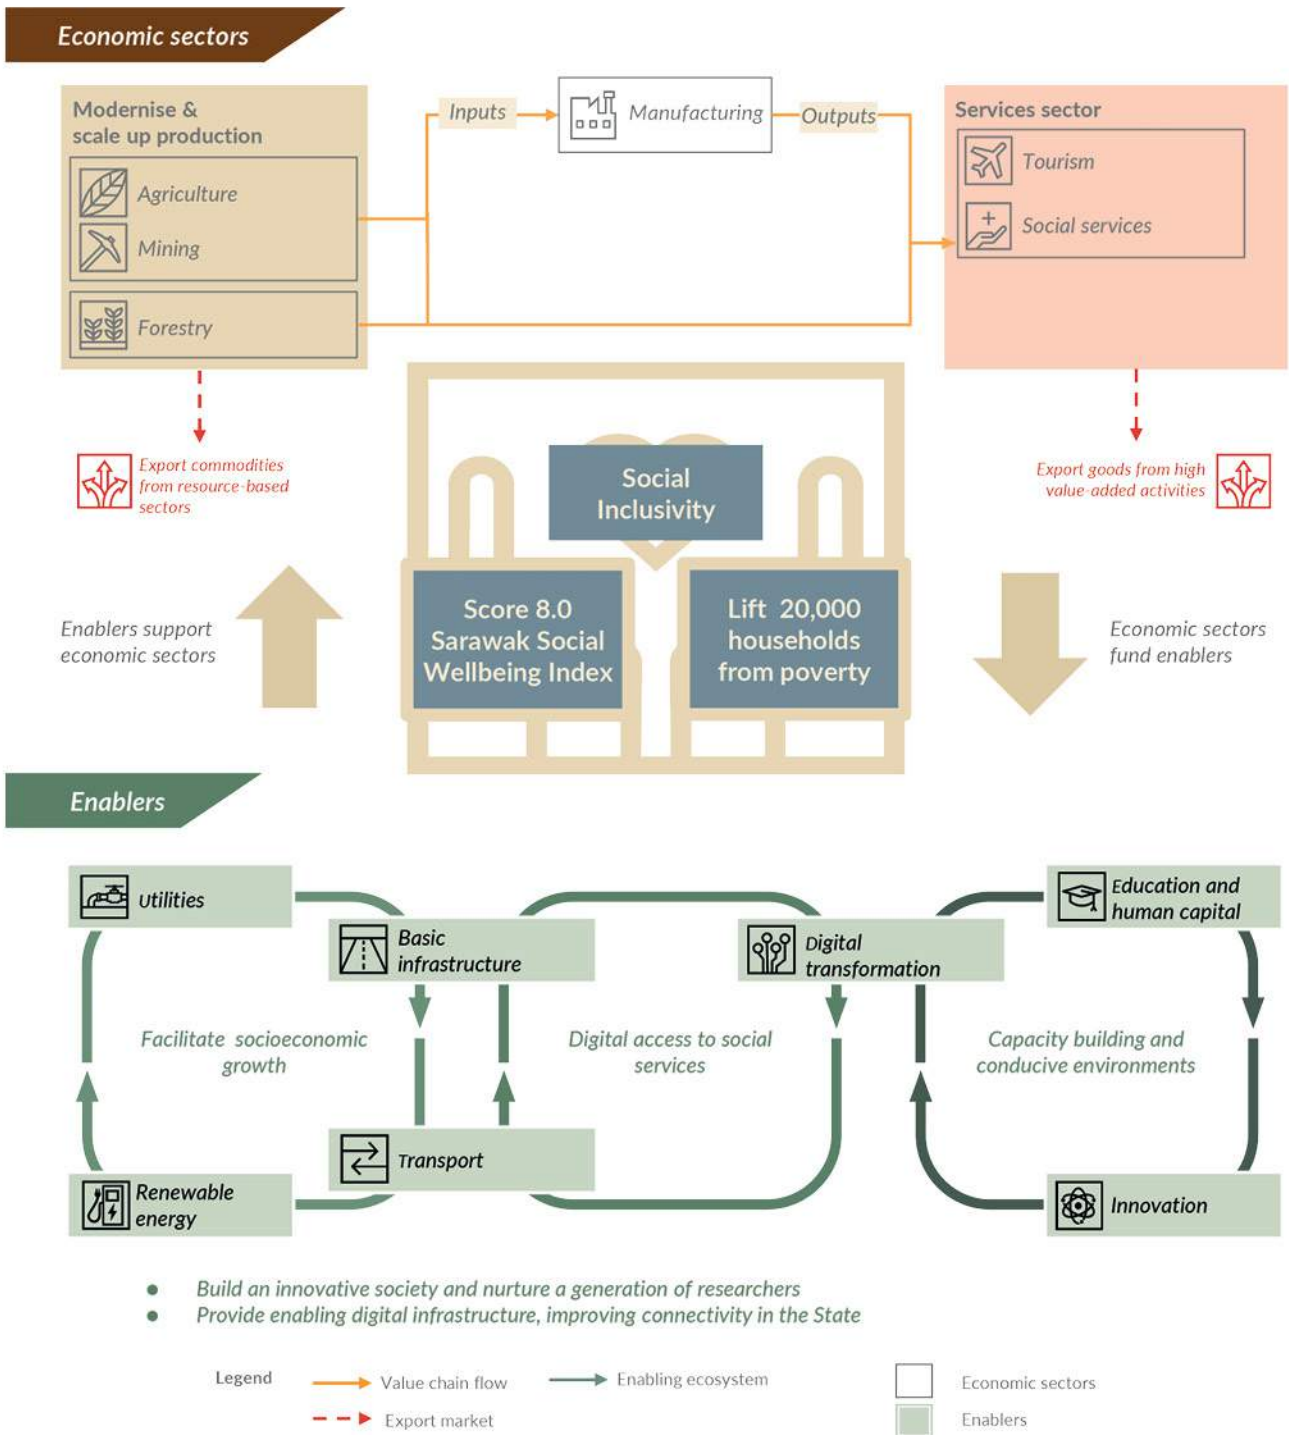 Economic sectors
Modernise &
scale up production
Agriculture
Mining
Forestry
Inputs
Manufacturing
Outputs
Services sector
Tourism
Social services
Export commodities
from resource-based
sectors
Export goods from high
value-added activities
Social
Inclusivity
Score 8.0
Sarawak Social
Wellbeing Index
Lift 20,000
households
from poverty
Enablers support
economic sectors
Economic sectors
fund enablers
Enablers
Utilities
Basic
infrastructure
Digital
transformation
Education and
human capital
Facilitate socioeconomic
growth
Digital access to social
services
Capacity building and
conducive environments
Transport
Renewable
energy
Innovation
● Build an innovative society and nurture a generation of researchers
● Provide enabling digital infrastructure, improving connectivity in the State
Legend
Value chain flow
Enabling ecosystem
Economic sectors
Export market
Enablers